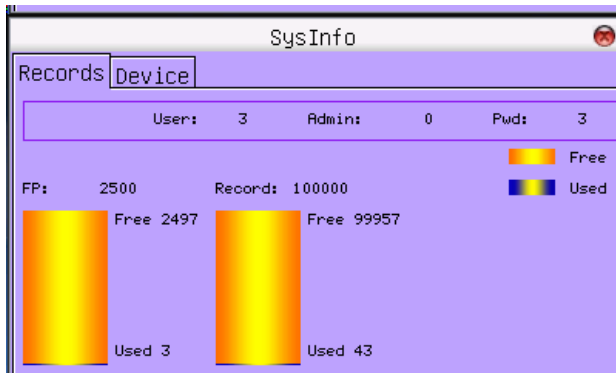 SysInfo
Records Device
User: 3 Admin: 0 Pwd: 3
Free
FP: 2500 Record: 100000 Used
Free 2497 Free 99957
Used 3 Used 43